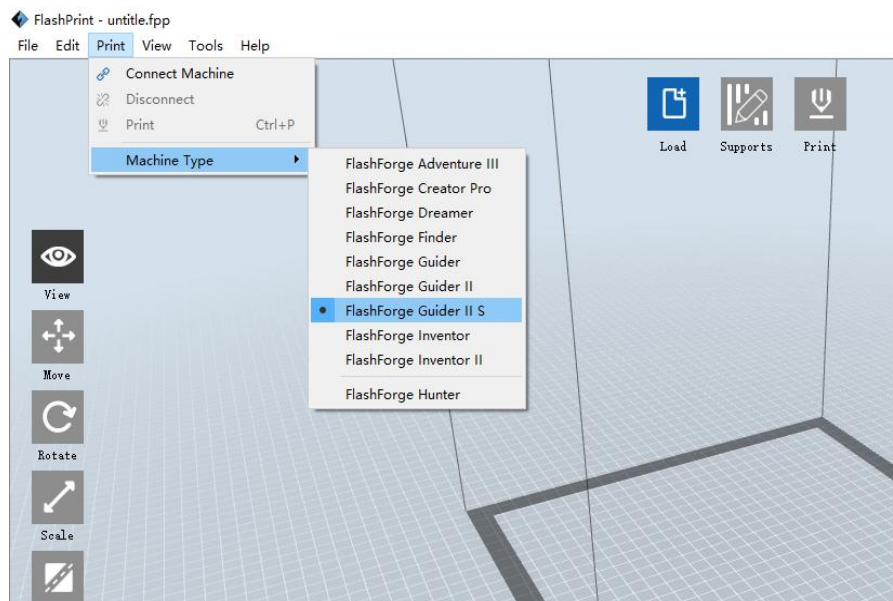 FlashPrint - untitle.fpp
File Edit Print View Tools Help
Connect Machine
Disconnect
Print Ctrl+P
Machine Type
FlashForge Adventure III
FlashForge Creator Pro
FlashForge Dreamer
FlashForge Finder
FlashForge Guider
FlashForge Guider II
FlashForge Guider II S
FlashForge Inventor
FlashForge Inventor II
FlashForge Hunter
Load Supports Print
View
Move
Rotate
Scale